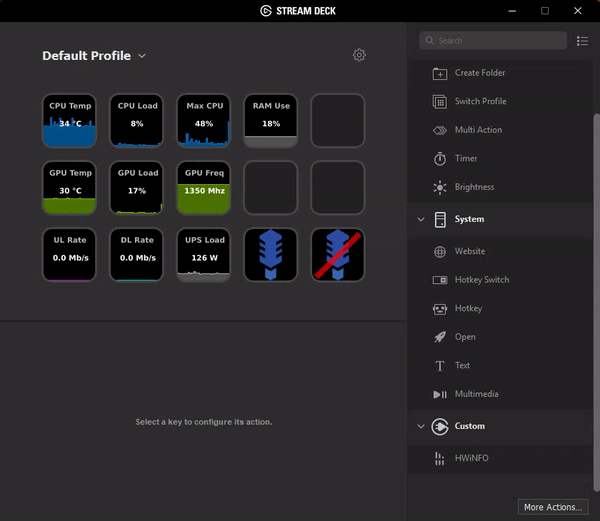 STREAM DECK
Default Profile
CPU Temp
34 °C
CPU Load
8%
Max CPU
48%
RAM Use
18%
GPU Temp
30 °C
GPU Load
17%
GPU Freq
1350 Mhz
UL Rate
0.0 Mb/s
DL Rate
0.0 Mb/s
UPS Load
126 W
Select a key to configure its action.
Search
Create Folder
Switch Profile
Multi Action
Timer
Brightness
System
Website
Hotkey Switch
Hotkey
Open
Text
Multimedia
Custom
HWiNFO
More Actions...